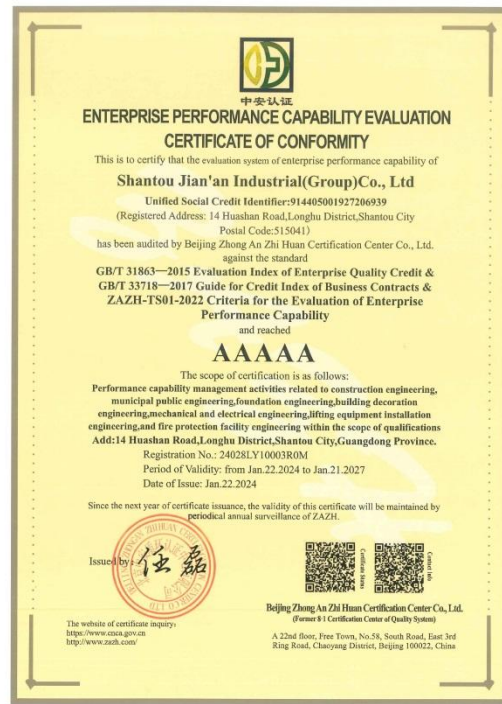 中安认证
ENTERPRISE PERFORMANCE CAPABILITY EVALUATION
CERTIFICATE OF CONFORMITY
This is to certify that the evaluation system of enterprise performance capability of
Shantou Jian'an Industrial(Group)Co., Ltd
Unified Social Credit Identifier:914405001927206939
(Registered Address: 14 Huashan Road,Longhu District,Shantou City
Postal Code:515041)
has been audited by Beijing Zhong An Zhi Huan Certification Center Co., Ltd.
against the standard
GB/T 31863—2015 Evaluation Index of Enterprise Quality Credit &
GB/T 33718—2017 Guide for Credit Index of Business Contracts &
ZAZH-TS01-2022 Criteria for the Evaluation of Enterprise
Performance Capability
and reached
AAAAA
The scope of certification is as follows:
Performance capability management activities related to construction engineering,
municipal public engineering,foundation engineering,building decoration
engineering,mechanical and electrical engineering,lifting equipment installation
engineering,and fire protection facility engineering within the scope of qualifications
Add:14 Huashan Road,Longhu District,Shantou City,Guangdong Province.
Registration No.: 24028LY10003R0M
Period of Validity: from Jan.22.2024 to Jan.21.2027
Date of Issue: Jan.22.2024
Since the next year of certificate issuance, the validity of this certificate will be maintained by
periodical annual surveillance of ZAZH.
Issued by: 任磊
Certificate Status
Contact Info
Beijing Zhong An Zhi Huan Certification Center Co., Ltd.
(Former 8·1 Certification Center of Quality System)
The website of certificate inquiry:
https://www.cnca.gov.cn
http://www.zazh.com/
A 22nd floor, Free Town, No.58, South Road, East 3rd
Ring Road, Chaoyang District, Beijing 100022, China